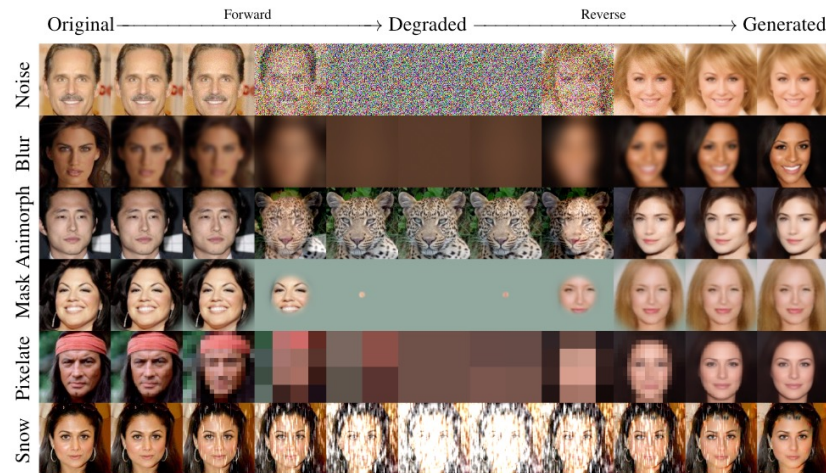 Original Forward Degraded Reverse Generated
Noise
Blur
Animorph
Mask
Pixelate
Snow